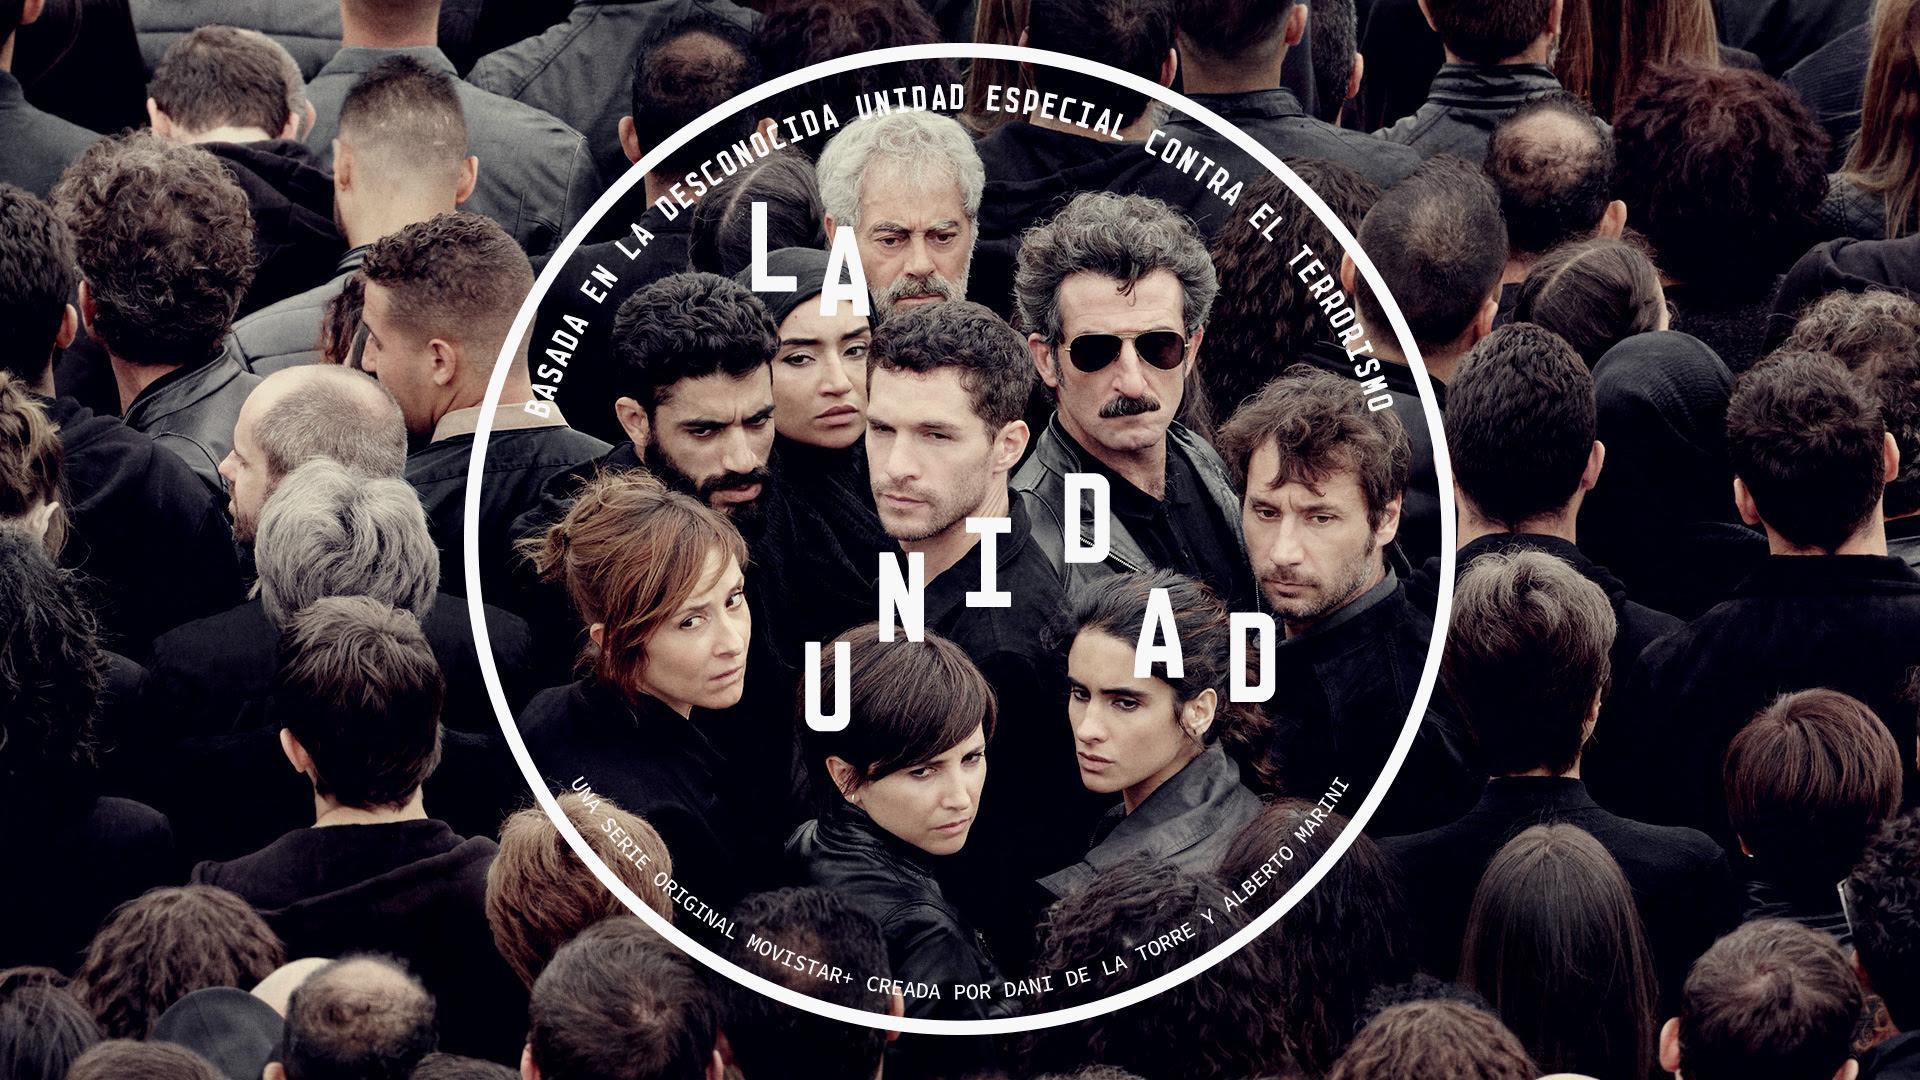 BASADA EN LA DESCONOCIDA UNIDAD ESPECIAL CONTRA EL TERRORISMO
LA
UNIDAD
UNA SERIE ORIGINAL MOVISTAR+ CREADA POR DANI DE LA TORRE Y ALBERTO MARINI